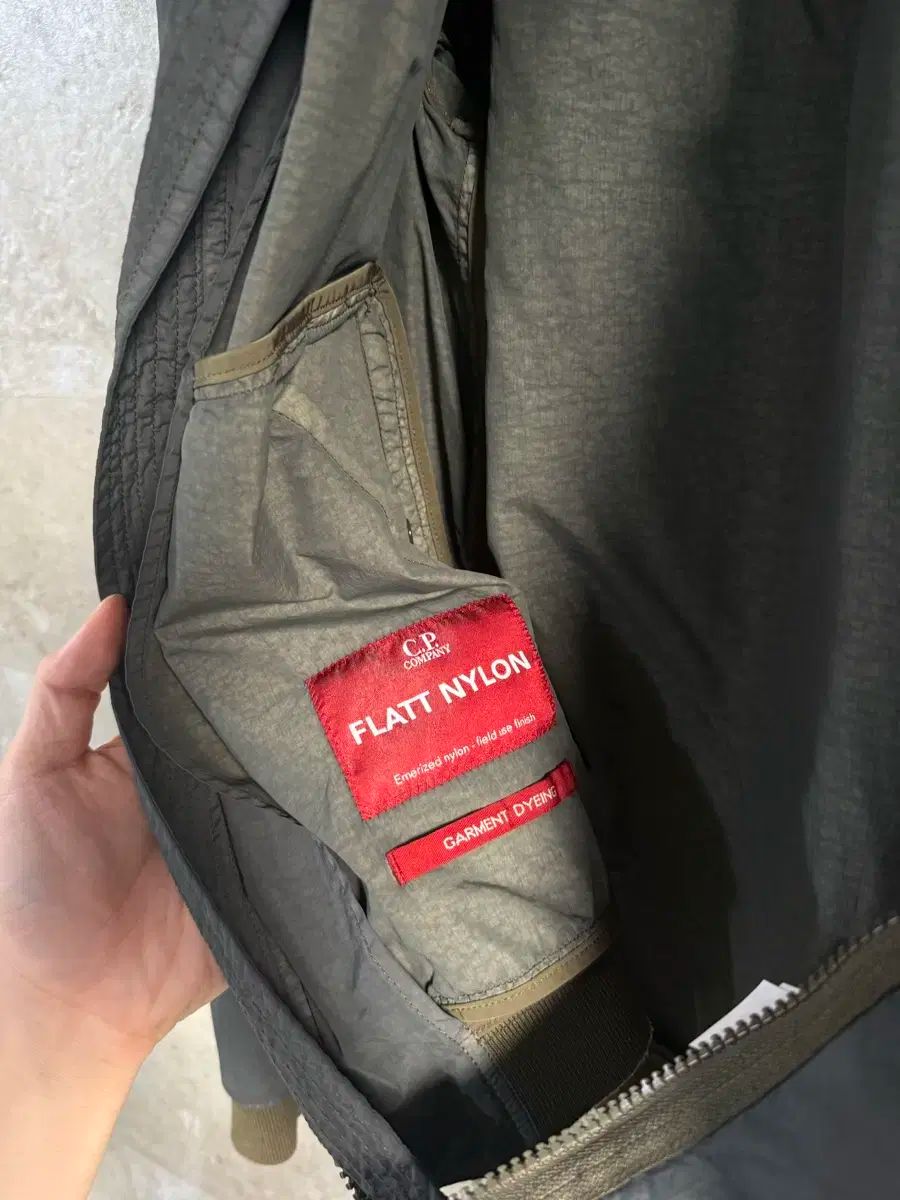 C.P.
COMPANY
FLATT NYLON
Emerized nylon - field use finish
GARMENT DYEING